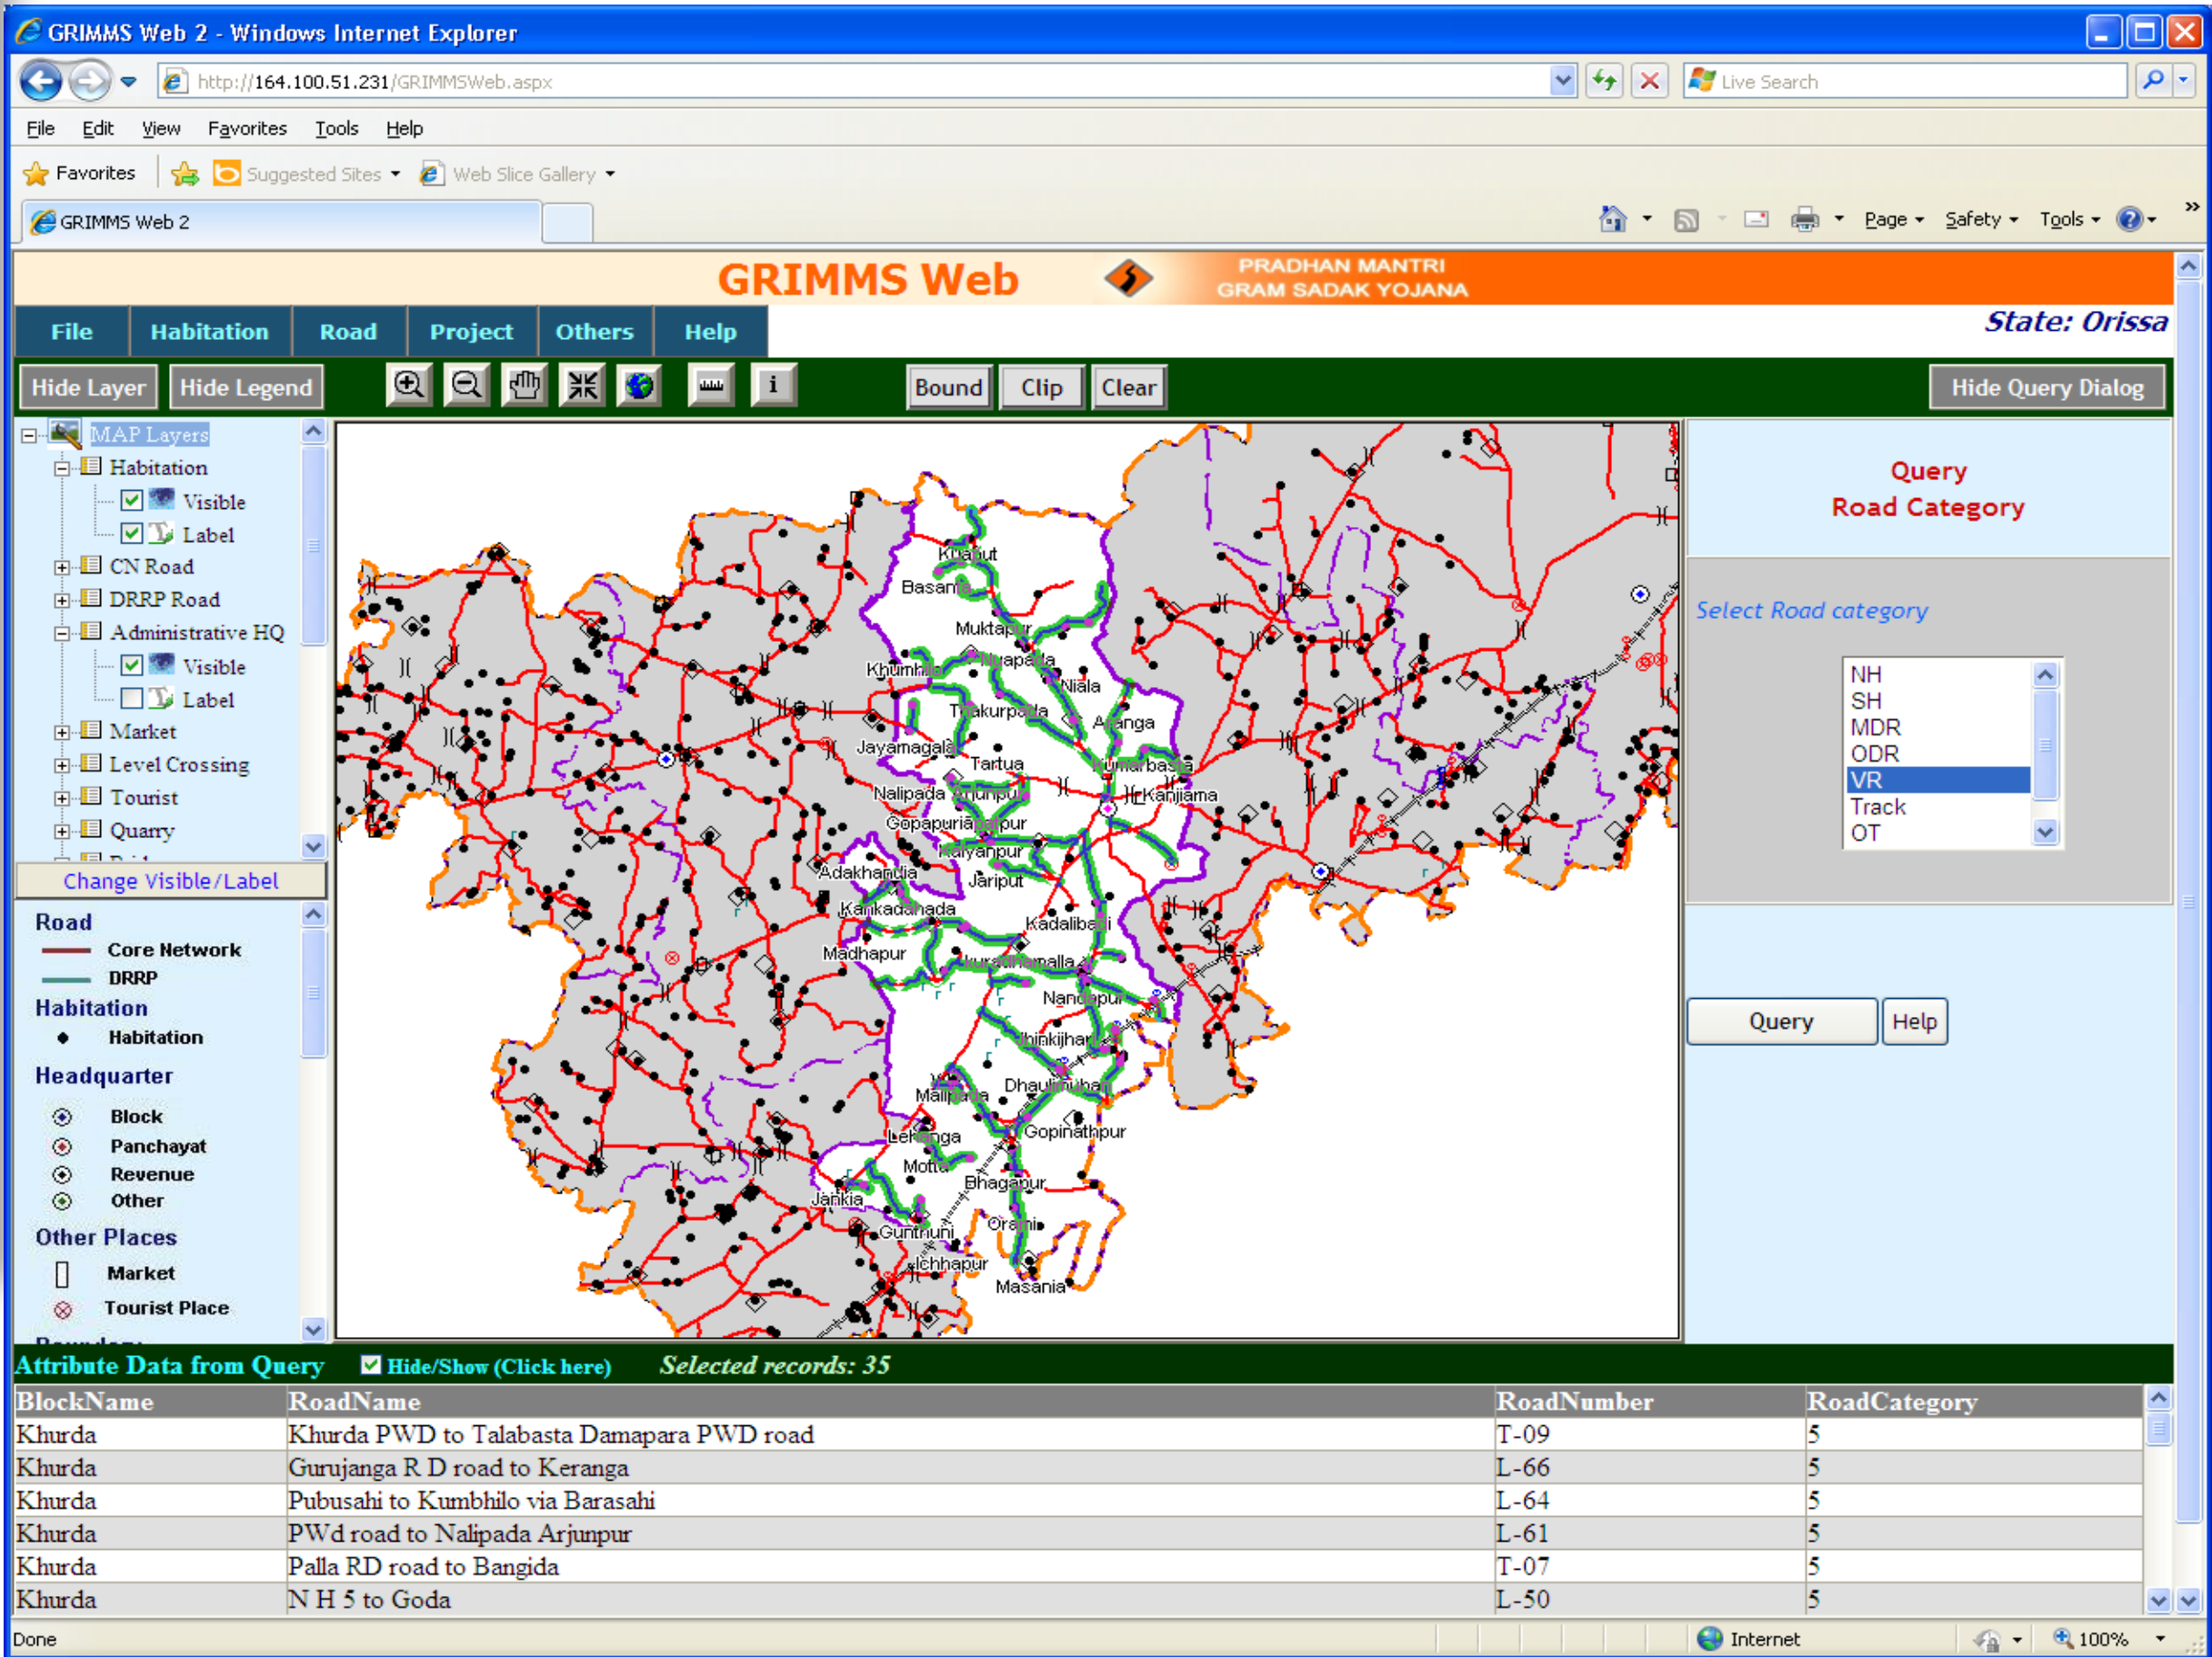 GRIMMS Web 2 - Windows Internet Explorer
http://164.100.51.231/GRIMMSWeb.aspx
Live Search
File Edit View Favorites Tools Help
Favorites Suggested Sites Web Slice Gallery
GRIMMS Web 2
Page Safety Tools
GRIMMS Web
PRADHAN MANTRI
GRAM SADAK YOJANA
File Habitation Road Project Others Help
State: Orissa
Hide Layer Hide Legend i Bound Clip Clear Hide Query Dialog
MAP Layers
Habitation
Visible
Label
CN Road
DRRP Road
Administrative HQ
Visible
Label
Market
Level Crossing
Tourist
Quarry
Change Visible/Label
Road
Core Network
DRRP
Habitation
Habitation
Headquarter
Block
Panchayat
Revenue
Other
Other Places
Market
Tourist Place
Muktapur
Niala
Jayamagala
Tartua
Nalipada
Kanjiama
Kalyanpur
Adakhandia
Jariput
Kankadahada
Madhapur
Nandapur
Gopinathpur
Motta
Bhagapur
Jankia
Gunthuni
Ichhapur
Masania
Query
Road Category
Select Road category
NH
SH
MDR
ODR
VR
Track
OT
Query Help
Attribute Data from Query Hide/Show (Click here) Selected records: 35
BlockName RoadName RoadNumber RoadCategory
Khurda Khurda PWD to Talabasta Damapara PWD road T-09 5
Khurda Gurujanga R D road to Keranga L-66 5
Khurda Pubusahi to Kumbhilo via Barasahi L-64 5
Khurda PWd road to Nalipada Arjunpur L-61 5
Khurda Palla RD road to Bangida T-07 5
Khurda N H 5 to Goda L-50 5
Done Internet 100%